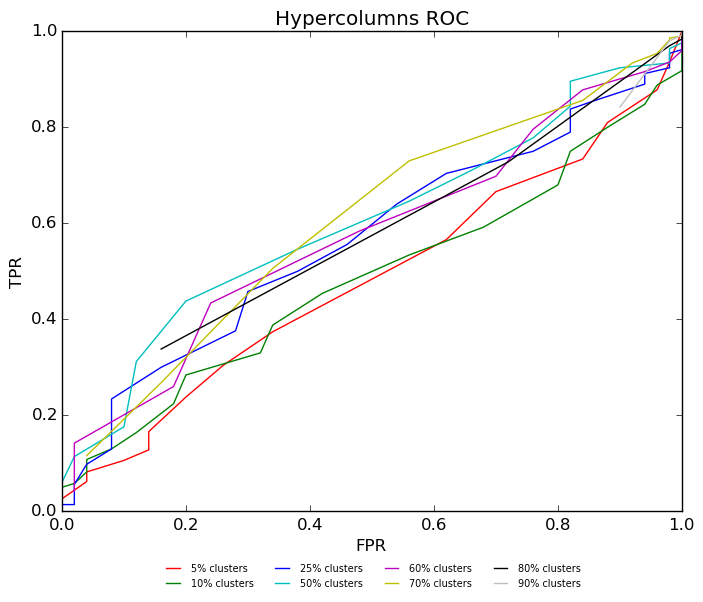 Hypercolumns ROC
1.0
0.8
0.6
0.4
0.2
0.0
TPR
0.0 0.2 0.4 0.6 0.8 1.0
FPR
5% clusters 25% clusters 60% clusters 80% clusters
10% clusters 50% clusters 70% clusters 90% clusters